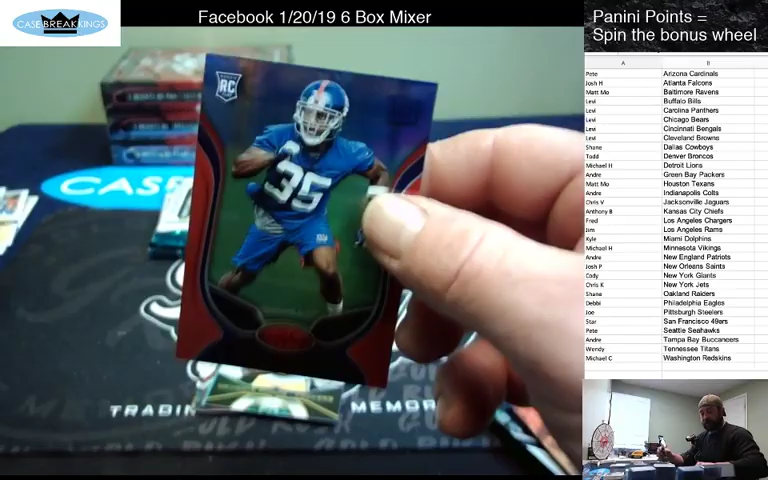 Facebook 1/20/19 6 Box Mixer
CASE BREAKKINGS
Panini Points =
Spin the bonus wheel
A B
Pete Arizona Cardinals
Josh H Atlanta Falcons
Matt Mo Baltimore Ravens
Levi Buffalo Bills
Levi Carolina Panthers
Levi Chicago Bears
Levi Cincinnati Bengals
Levi Cleveland Browns
Shane Dallas Cowboys
Todd Denver Broncos
Michael H Detroit Lions
Andre Green Bay Packers
Matt Mo Houston Texans
Andre Indianapolis Colts
Chris V Jacksonville Jaguars
Anthony B Kansas City Chiefs
Fred Los Angeles Chargers
Jim Los Angeles Rams
Kyle Miami Dolphins
Michael H Minnesota Vikings
Andre New England Patriots
Josh P New Orleans Saints
Cody New York Giants
Chris K New York Jets
Shane Oakland Raiders
Debbi Philadelphia Eagles
Joe Pittsburgh Steelers
Star San Francisco 49ers
Pete Seattle Seahawks
Andre Tampa Bay Buccaneers
Wendy Tennessee Titans
Michael C Washington Redskins
RC
35
CASE
TRADIN
MEMOR